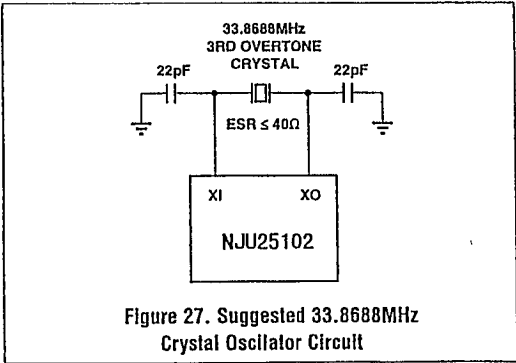 33.8688MHz
3RD OVERTONE
CRYSTAL
22pF
22pF
ESR ≤ 40Ω
XI
XO
NJU25102
Figure 27. Suggested 33.8688MHz
Crystal Oscilator Circuit